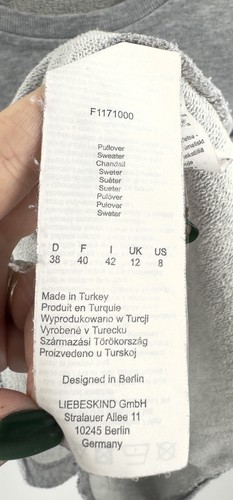 F1171000
Pullover
Sweater
Chandail
Sweter
Suéter
Sueter
Pulóver
Pulovar
Sweter
D F I UK US
38 40 42 12 8
Made in Turkey
Produit en Turquie
Wyprodukowano w Turcji
Vyrobené v Turecku
Származási Törökország
Proizvedeno u Turskoj
Designed in Berlin
LIEBESKIND GmbH
Stralauer Allee 11
10245 Berlin
Germany